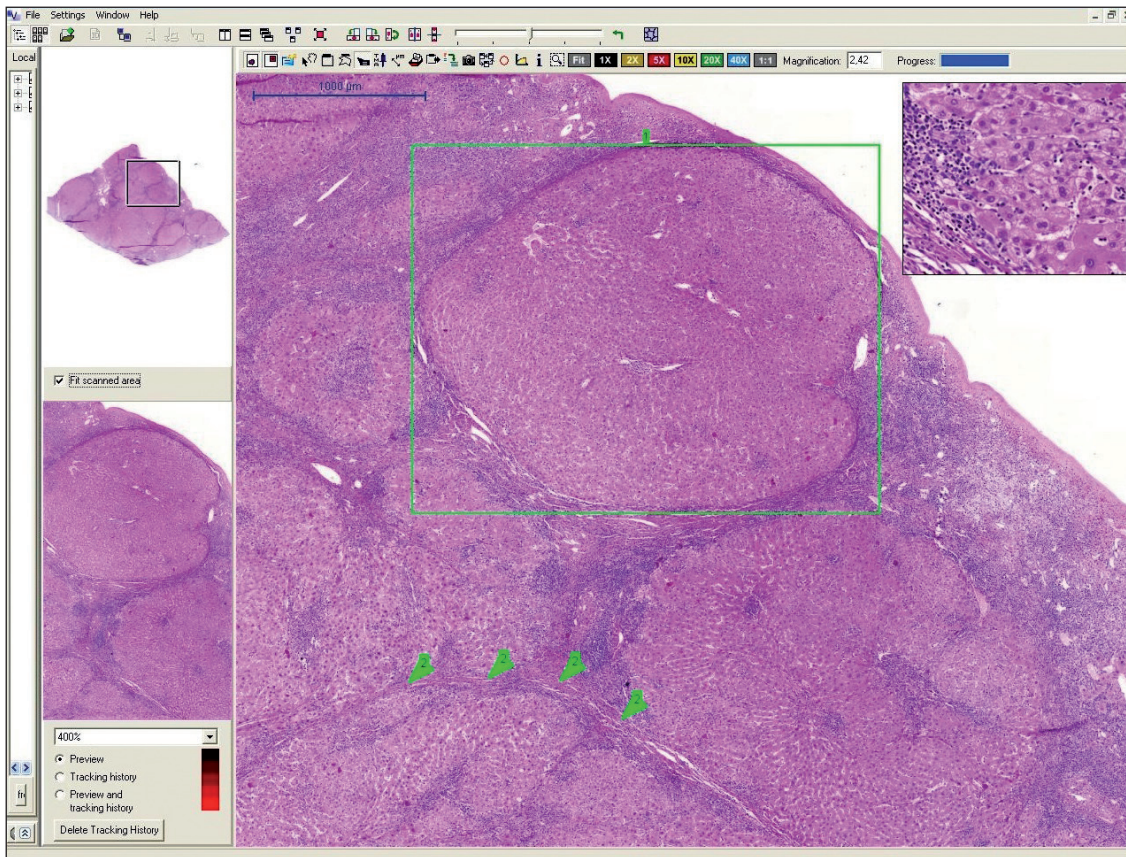 File Settings Window Help
Local
Fit 1X 2X 5X 10X 20X 40X 1:1 Magnification: 2,42 Progress:
1000 µm
1
Fit scanned area
2 2 2
2
400%
Preview
Tracking history
Preview and
tracking history
Delete Tracking History